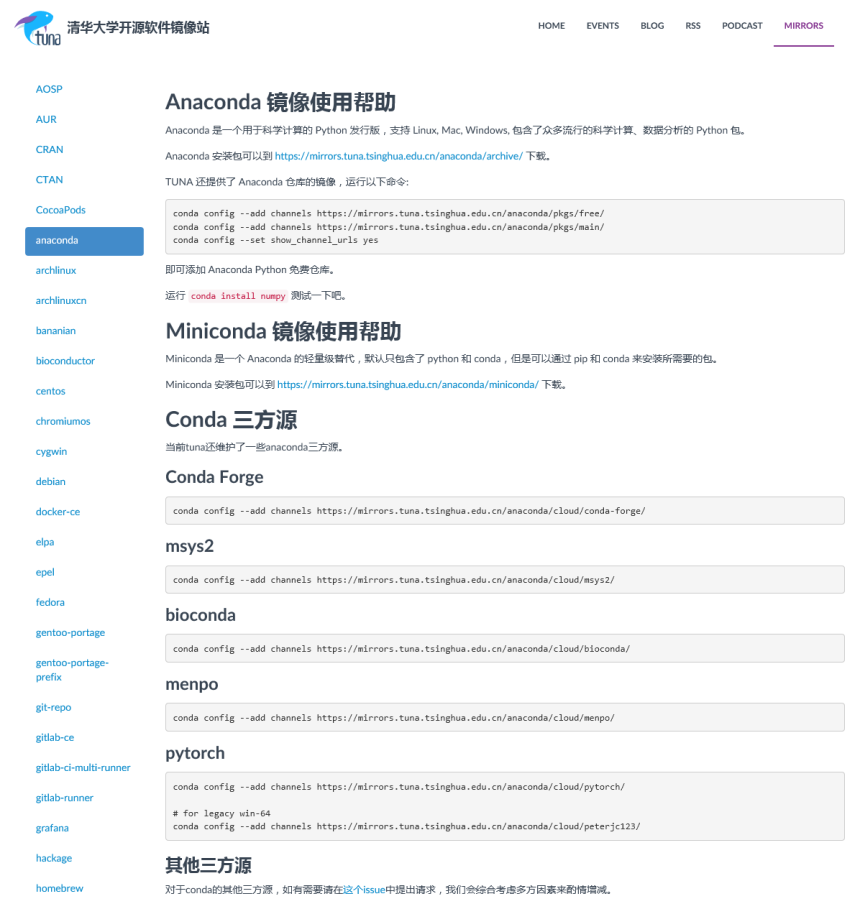 tuna 清华大学开源软件镜像站
HOME EVENTS BLOG RSS PODCAST MIRRORS
AOSP
AUR
CRAN
CTAN
CocoaPods
anaconda
archlinux
archlinuxcn
bananian
bioconductor
centos
chromiumos
cygwin
debian
docker-ce
elpa
epel
fedora
gentoo-portage
gentoo-portage-
prefix
git-repo
gitlab-ce
gitlab-ci-multi-runner
gitlab-runner
grafana
hackage
homebrew
Anaconda 镜像使用帮助
Anaconda 是一个用于科学计算的 Python 发行版，支持 Linux, Mac, Windows, 包含了众多流行的科学计算、数据分析的 Python 包。
Anaconda 安装包可以到 https://mirrors.tuna.tsinghua.edu.cn/anaconda/archive/ 下载。
TUNA 还提供了 Anaconda 仓库的镜像，运行以下命令:
conda config --add channels https://mirrors.tuna.tsinghua.edu.cn/anaconda/pkgs/free/
conda config --add channels https://mirrors.tuna.tsinghua.edu.cn/anaconda/pkgs/main/
conda config --set show_channel_urls yes
即可添加 Anaconda Python 免费仓库。
运行 conda install numpy 测试一下吧。
Miniconda 镜像使用帮助
Miniconda 是一个 Anaconda 的轻量级替代，默认只包含了 python 和 conda，但是可以通过 pip 和 conda 来安装所需要的包。
Miniconda 安装包可以到 https://mirrors.tuna.tsinghua.edu.cn/anaconda/miniconda/ 下载。
Conda 三方源
当前tuna还维护了一些anaconda三方源。
Conda Forge
conda config --add channels https://mirrors.tuna.tsinghua.edu.cn/anaconda/cloud/conda-forge/
msys2
conda config --add channels https://mirrors.tuna.tsinghua.edu.cn/anaconda/cloud/msys2/
bioconda
conda config --add channels https://mirrors.tuna.tsinghua.edu.cn/anaconda/cloud/bioconda/
menpo
conda config --add channels https://mirrors.tuna.tsinghua.edu.cn/anaconda/cloud/menpo/
pytorch
conda config --add channels https://mirrors.tuna.tsinghua.edu.cn/anaconda/cloud/pytorch/
# for legacy win-64
conda config --add channels https://mirrors.tuna.tsinghua.edu.cn/anaconda/cloud/peterjc123/
其他三方源
对于conda的其他三方源，如有需要请在这个issue中提出请求，我们会综合考虑多方因素来酌情增减。